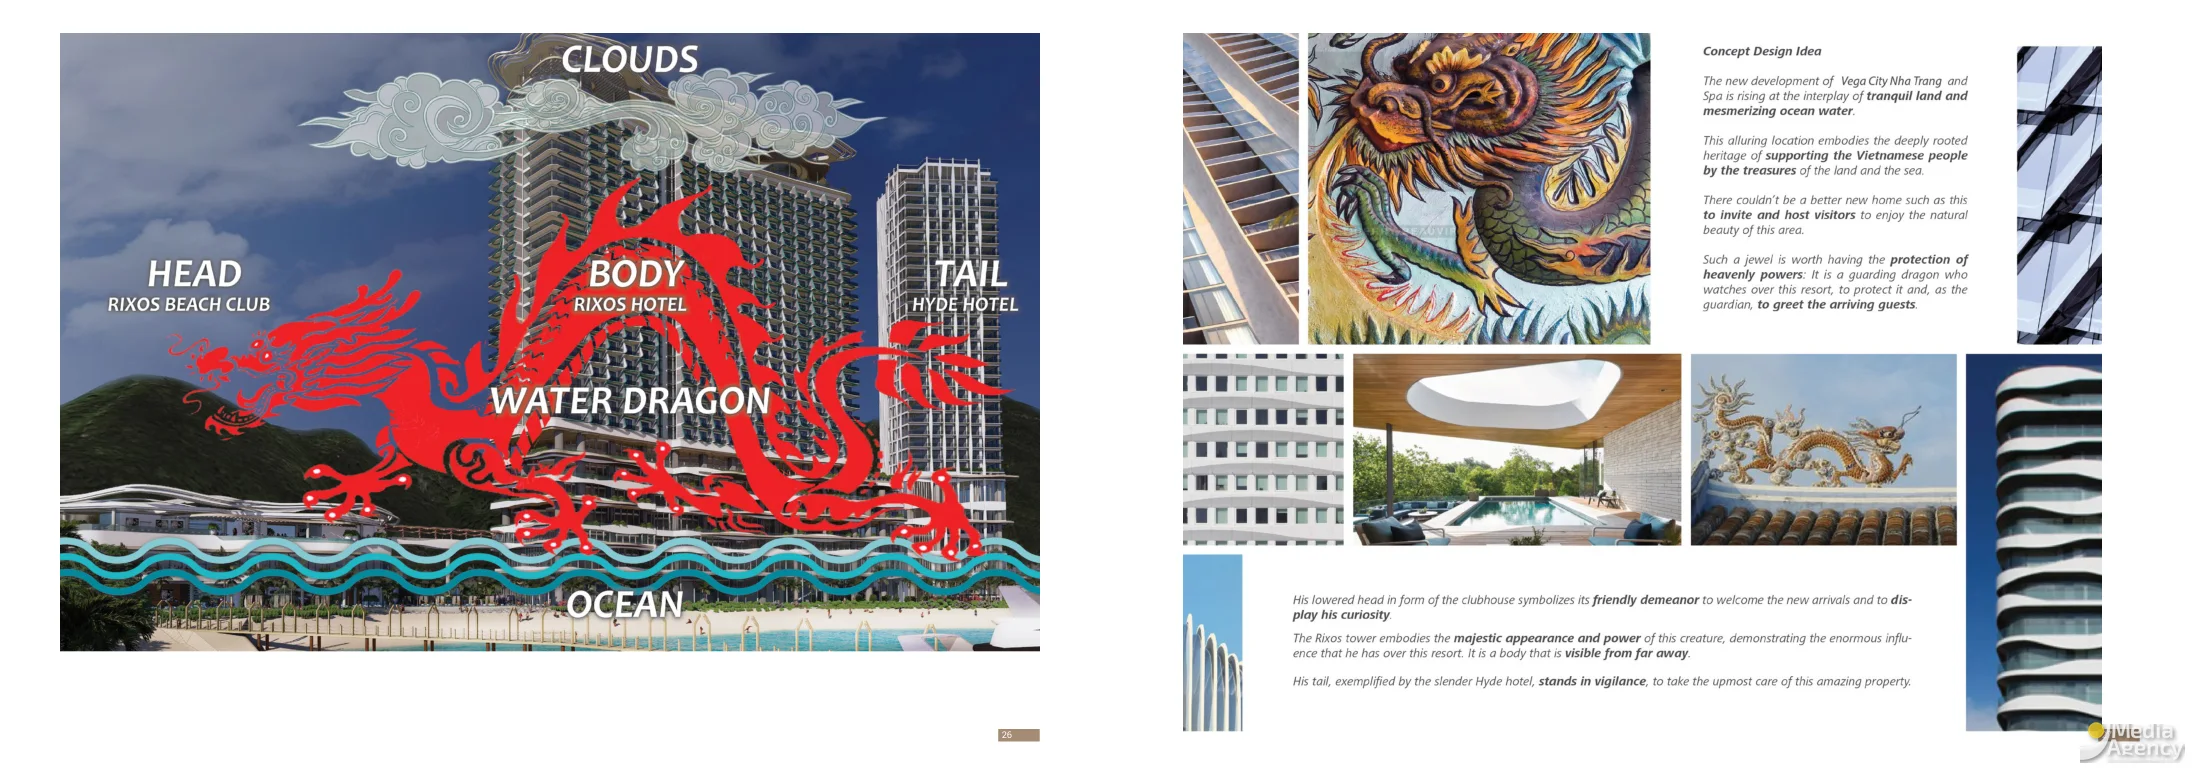 CLOUDS
HEAD
RIXOS BEACH CLUB
BODY
RIXOS HOTEL
TAIL
HYDE HOTEL
WATER DRAGON
OCEAN
26
Concept Design Idea
The new development of Vega City Nha Trang and
Spa is rising at the interplay of tranquil land and
mesmerizing ocean water.
This alluring location embodies the deeply rooted
heritage of supporting the Vietnamese people
by the treasures of the land and the sea.
There couldn't be a better new home such as this
to invite and host visitors to enjoy the natural
beauty of this area.
Such a jewel is worth having the protection of
heavenly powers: It is a guarding dragon who
watches over this resort, to protect it and, as the
guardian, to greet the arriving guests.
His lowered head in form of the clubhouse symbolizes its friendly demeanor to welcome the new arrivals and to dis-
play his curiosity.
The Rixos tower embodies the majestic appearance and power of this creature, demonstrating the enormous influ-
ence that he has over this resort. It is a body that is visible from far away.
His tail, exemplified by the slender Hyde hotel, stands in vigilance, to take the upmost care of this amazing property.
Media
Agency